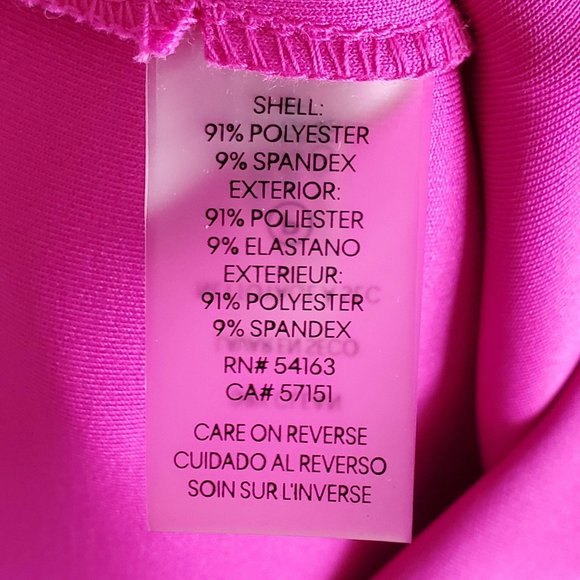 SHELL:
91% POLYESTER
9% SPANDEX
EXTERIOR:
91% POLIESTER
9% ELASTANO
EXTERIEUR:
91% POLYESTER
9% SPANDEX
RN# 54163
CA# 57151
CARE ON REVERSE
CUIDADO AL REVERSO
SOIN SUR L'INVERSE